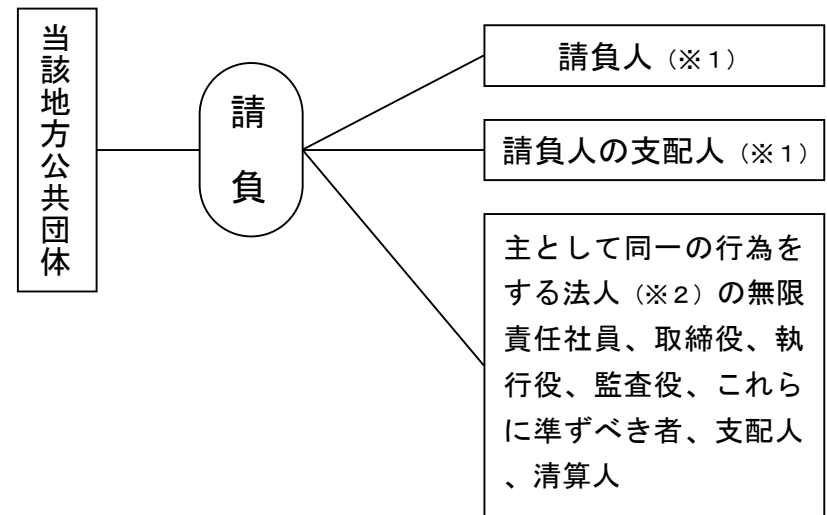 当該地方公共団体
請負
請負人（※１）
請負人の支配人（※１）
主として同一の行為を
する法人（※２）の無限
責任社員、取締役、執
行役、監査役、これら
に準ずべき者、支配人
、清算人